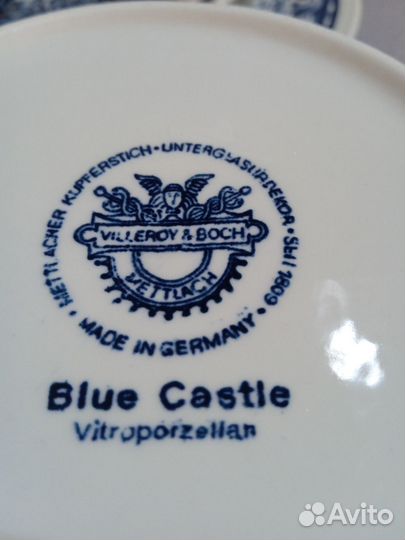 METTLACHER KUPFERSTICH · UNTERGLASURDEKOR · SEIT 1809 ·
VILLEROY & BOCH
METTLACH
MADE IN GERMANY
Blue Castle
Vitroporzellan
Avito